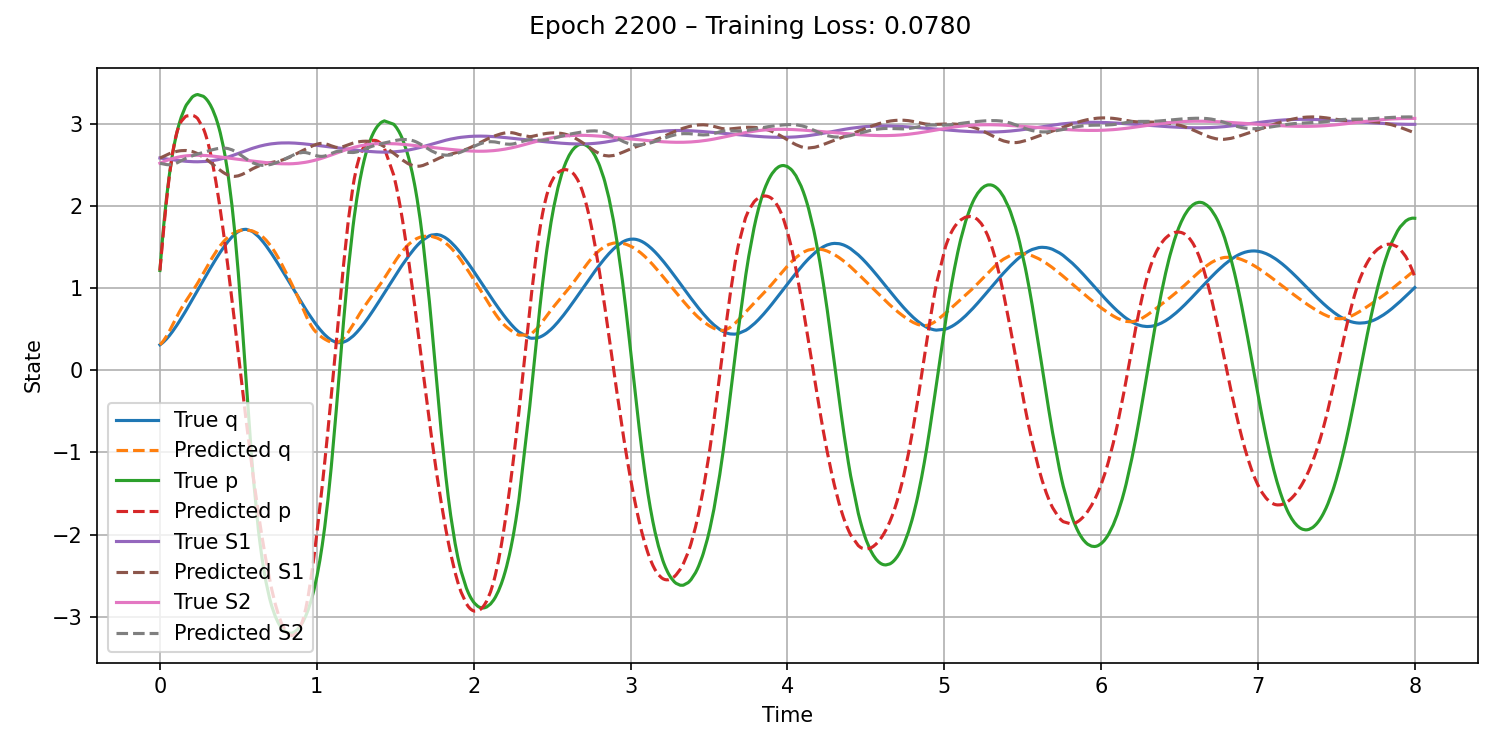 Epoch 2200 – Training Loss: 0.0780
State
3
2
1
0
−1
−2
−3
True q
Predicted q
True p
Predicted p
True S1
Predicted S1
True S2
Predicted S2
0 1 2 3 4 5 6 7 8
Time